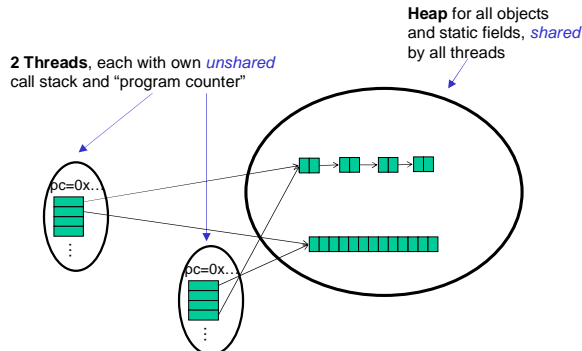 Heap for all objects
and static fields, shared
by all threads
2 Threads, each with own unshared
call stack and “program counter”
pc=0x…
⋮
pc=0x…
⋮